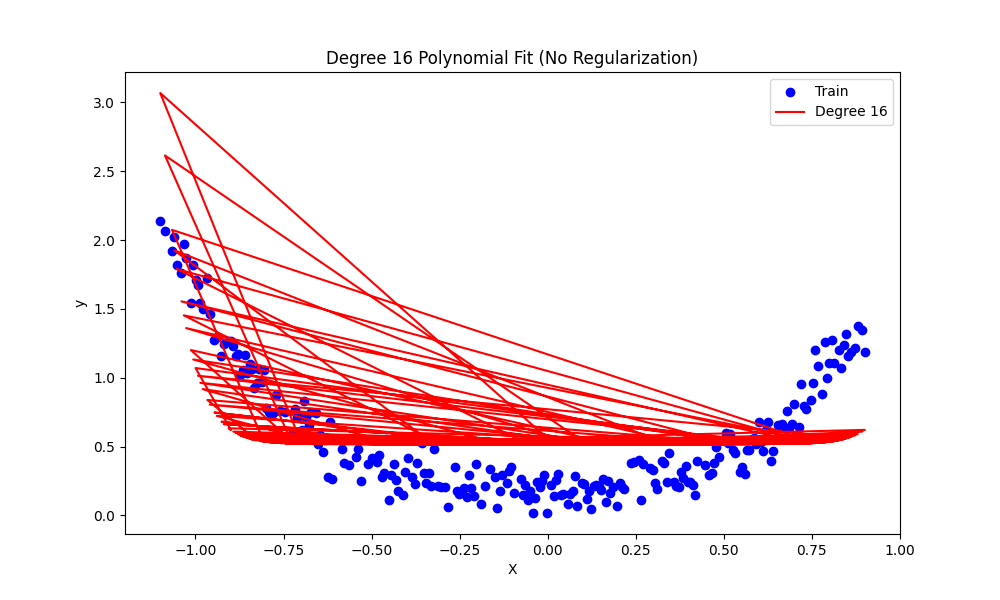 Degree 16 Polynomial Fit (No Regularization)
Train
Degree 16
3.0
2.5
2.0
1.5
1.0
0.5
0.0
y
−1.00 −0.75 −0.50 −0.25 0.00 0.25 0.50 0.75 1.00
X